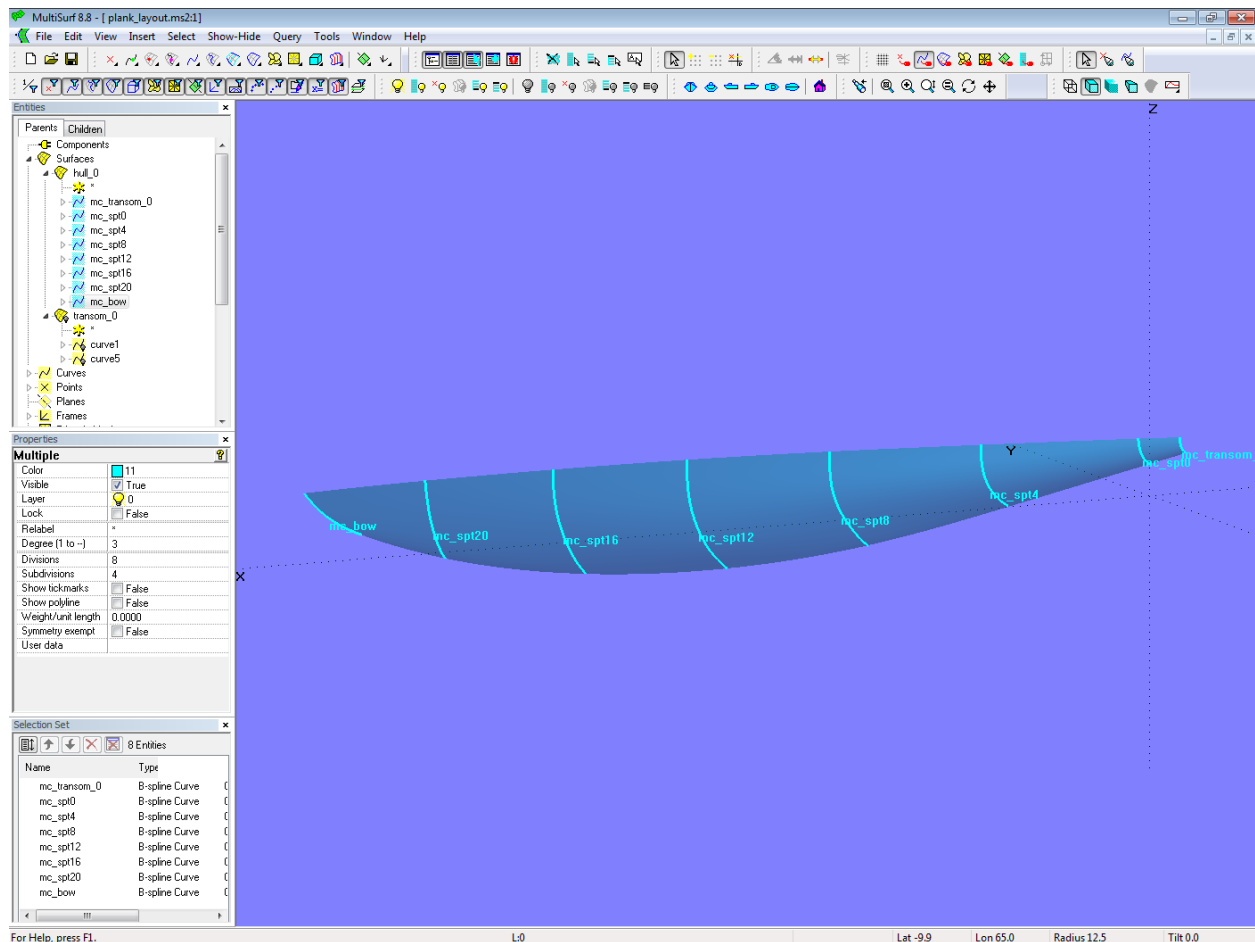 MultiSurf 8.8 - [ plank_layout.ms2:1]
File Edit View Insert Select Show-Hide Query Tools Window Help
Entities x
Parents Children
Components
Surfaces
hull_0
*
mc_transom_0
mc_spt0
mc_spt4
mc_spt8
mc_spt12
mc_spt16
mc_spt20
mc_bow
transom_0
*
curve1
curve5
Curves
Points
Planes
Frames
Properties x
Multiple
Color 11
Visible True
Layer 0
Lock False
Relabel *
Degree (1 to --) 3
Divisions 8
Subdivisions 4
Show tickmarks False
Show polyline False
Weight/unit length 0.0000
Symmetry exempt False
User data
Selection Set x
8 Entities
Name Type
mc_transom_0 B-spline Curve
mc_spt0 B-spline Curve
mc_spt4 B-spline Curve
mc_spt8 B-spline Curve
mc_spt12 B-spline Curve
mc_spt16 B-spline Curve
mc_spt20 B-spline Curve
mc_bow B-spline Curve
Z
Y
mc_spt0
mc_transom_
mc_spt4
mc_spt8
mc_spt12
mc_spt16
mc_spt20
mc_bow
X
For Help, press F1. L:0 Lat -9.9 Lon 65.0 Radius 12.5 Tilt 0.0